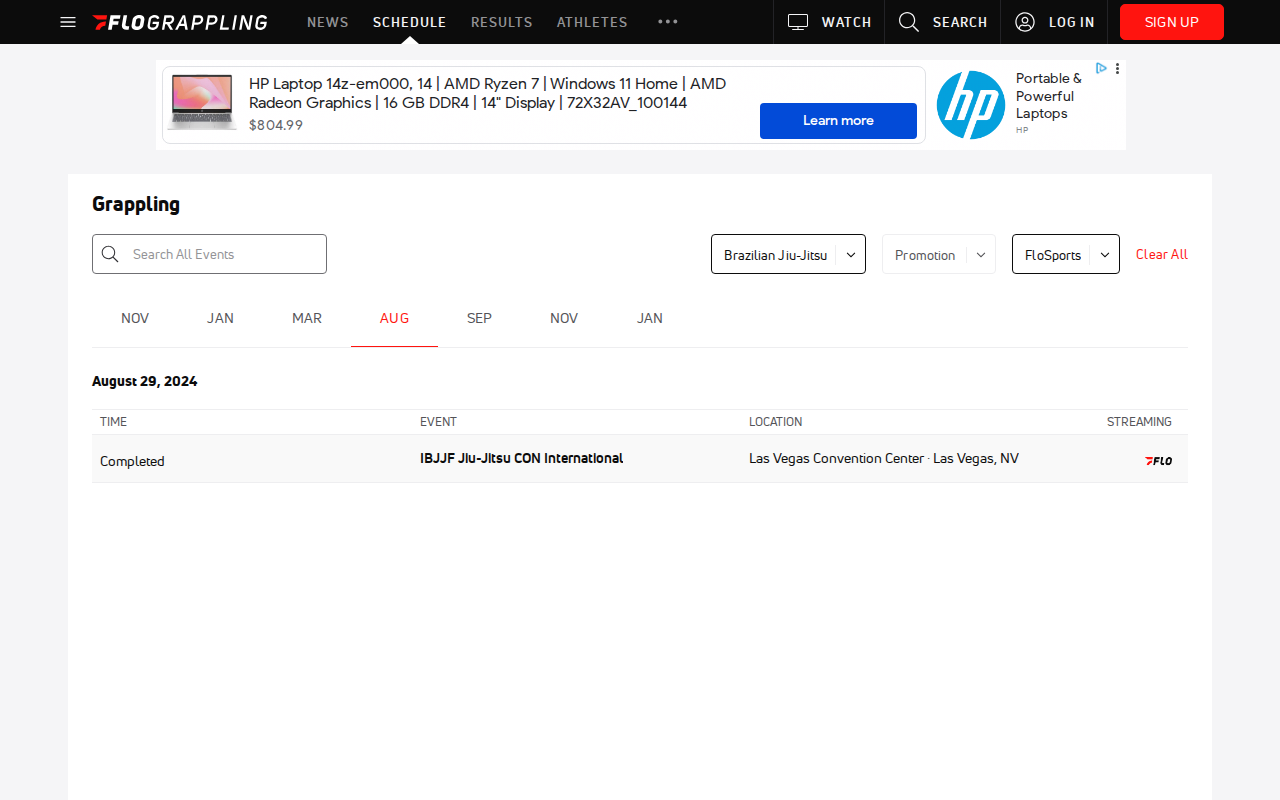 FLOGRAPPLING NEWS SCHEDULE RESULTS ATHLETES WATCH SEARCH LOG IN SIGN UP
HP Laptop 14z-em000, 14 | AMD Ryzen 7 | Windows 11 Home | AMD
Radeon Graphics | 16 GB DDR4 | 14" Display | 72X32AV_100144
$804.99
Learn more
hp
Portable &
Powerful
Laptops
HP
Grappling
Search All Events
Brazilian Jiu-Jitsu
Promotion
FloSports
Clear All
NOV JAN MAR AUG SEP NOV JAN
August 29, 2024
TIME EVENT LOCATION STREAMING
Completed IBJJF Jiu-Jitsu CON International Las Vegas Convention Center · Las Vegas, NV FLO